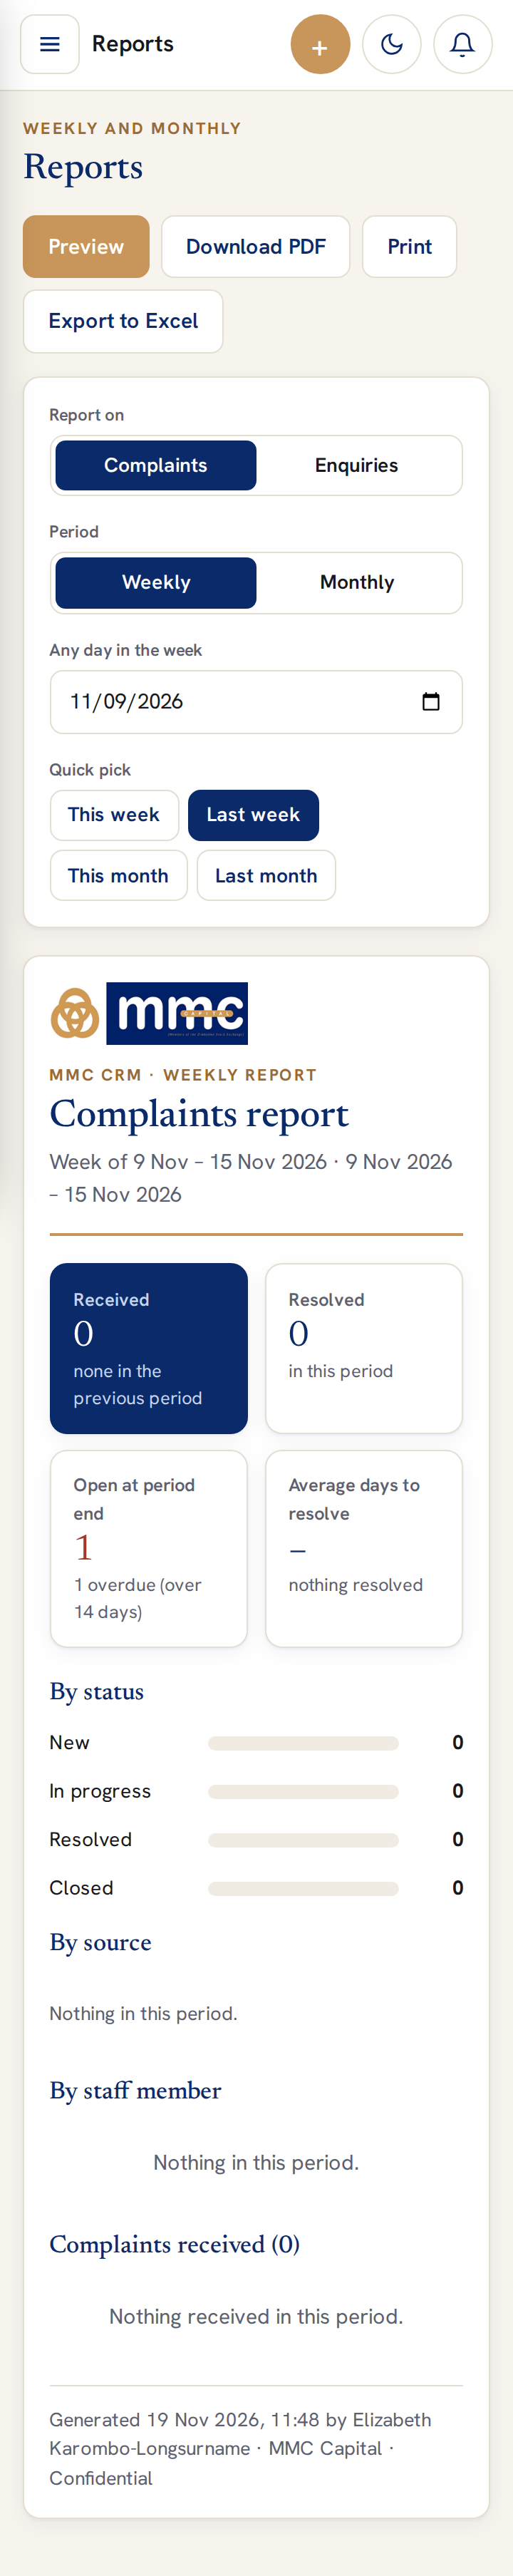 Reports
+
WEEKLY AND MONTHLY
Reports
Preview
Download PDF
Print
Export to Excel
Report on
Complaints
Enquiries
Period
Weekly
Monthly
Any day in the week
11/09/2026
Quick pick
This week
Last week
This month
Last month
mmc
CAPITAL
MMC CRM · WEEKLY REPORT
Complaints report
Week of 9 Nov – 15 Nov 2026 · 9 Nov 2026
– 15 Nov 2026
Received
0
none in the
previous period
Resolved
0
in this period
Open at period
end
1
1 overdue (over
14 days)
Average days to
resolve
–
nothing resolved
By status
New 0
In progress 0
Resolved 0
Closed 0
By source
Nothing in this period.
By staff member
Nothing in this period.
Complaints received (0)
Nothing received in this period.
Generated 19 Nov 2026, 11:48 by Elizabeth
Karombo-Longsurname · MMC Capital ·
Confidential